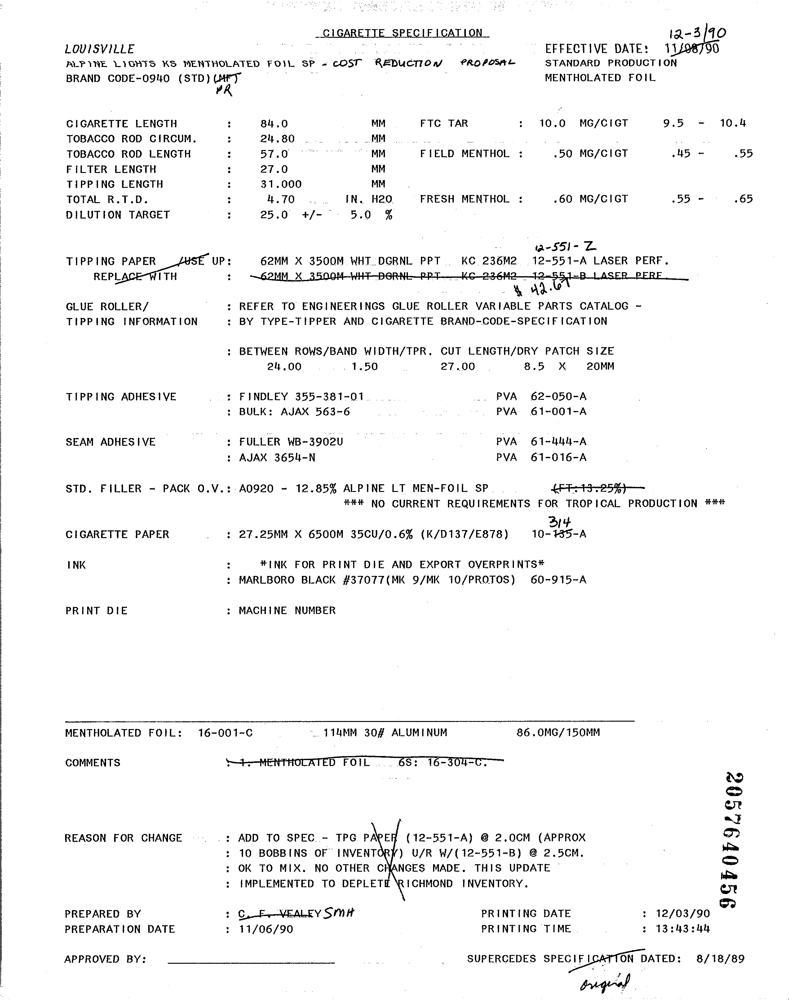 CIGARETTE SPECIFICATION
12-3/90
LOUISVILLE EFFECTIVE DATE: 11/08/90
ALPINE LIGHTS KS MENTHOLATED FOIL SP - COST REDUCTION PROPOSAL STANDARD PRODUCTION
BRAND CODE-0940 (STD)(MFT) MENTHOLATED FOIL
PR
CIGARETTE LENGTH : 84.0 MM FTC TAR : 10.0 MG/CIGT 9.5 - 10.4
TOBACCO ROD CIRCUM. : 24.80 MM
TOBACCO ROD LENGTH : 57.0 MM FIELD MENTHOL : .50 MG/CIGT .45 - .55
FILTER LENGTH : 27.0 MM
TIPPING LENGTH : 31.000 MM
TOTAL R.T.D. : 4.70 IN. H2O FRESH MENTHOL : .60 MG/CIGT .55 - .65
DILUTION TARGET : 25.0 +/- 5.0 %
12-551-Z
TIPPING PAPER /USE UP: 62MM X 3500M WHT DGRNL PPT KC 236M2 12-551-A LASER PERF.
REPLACE WITH : 62MM X 3500M WHT DGRNL PPT KC 236M2 12-551-B LASER PERF
$ 42.67
GLUE ROLLER/ : REFER TO ENGINEERINGS GLUE ROLLER VARIABLE PARTS CATALOG -
TIPPING INFORMATION : BY TYPE-TIPPER AND CIGARETTE BRAND-CODE-SPECIFICATION
: BETWEEN ROWS/BAND WIDTH/TPR. CUT LENGTH/DRY PATCH SIZE
24.00 1.50 27.00 8.5 X 20MM
TIPPING ADHESIVE : FINDLEY 355-381-01 PVA 62-050-A
: BULK: AJAX 563-6 PVA 61-001-A
SEAM ADHESIVE : FULLER WB-3902U PVA 61-444-A
: AJAX 3654-N PVA 61-016-A
STD. FILLER - PACK O.V.: A0920 - 12.85% ALPINE LT MEN-FOIL SP (FT:13.25%)
*** NO CURRENT REQUIREMENTS FOR TROPICAL PRODUCTION ***
314
CIGARETTE PAPER : 27.25MM X 6500M 35CU/0.6% (K/D137/E878) 10-135-A
INK : *INK FOR PRINT DIE AND EXPORT OVERPRINTS*
: MARLBORO BLACK #37077(MK 9/MK 10/PROTOS) 60-915-A
PRINT DIE : MACHINE NUMBER
MENTHOLATED FOIL: 16-001-C 114MM 30# ALUMINUM 86.0MG/150MM
COMMENTS : 1. MENTHOLATED FOIL 6S: 16-304-C.
2057640456
REASON FOR CHANGE : ADD TO SPEC - TPG PAPER (12-551-A) @ 2.0CM (APPROX
: 10 BOBBINS OF INVENTORY) U/R W/(12-551-B) @ 2.5CM.
: OK TO MIX. NO OTHER CHANGES MADE. THIS UPDATE
: IMPLEMENTED TO DEPLETE RICHMOND INVENTORY.
PREPARED BY : C. F. VEALEY SMH PRINTING DATE : 12/03/90
PREPARATION DATE : 11/06/90 PRINTING TIME : 13:43:44
APPROVED BY: SUPERCEDES SPECIFICATION DATED: 8/18/89
original